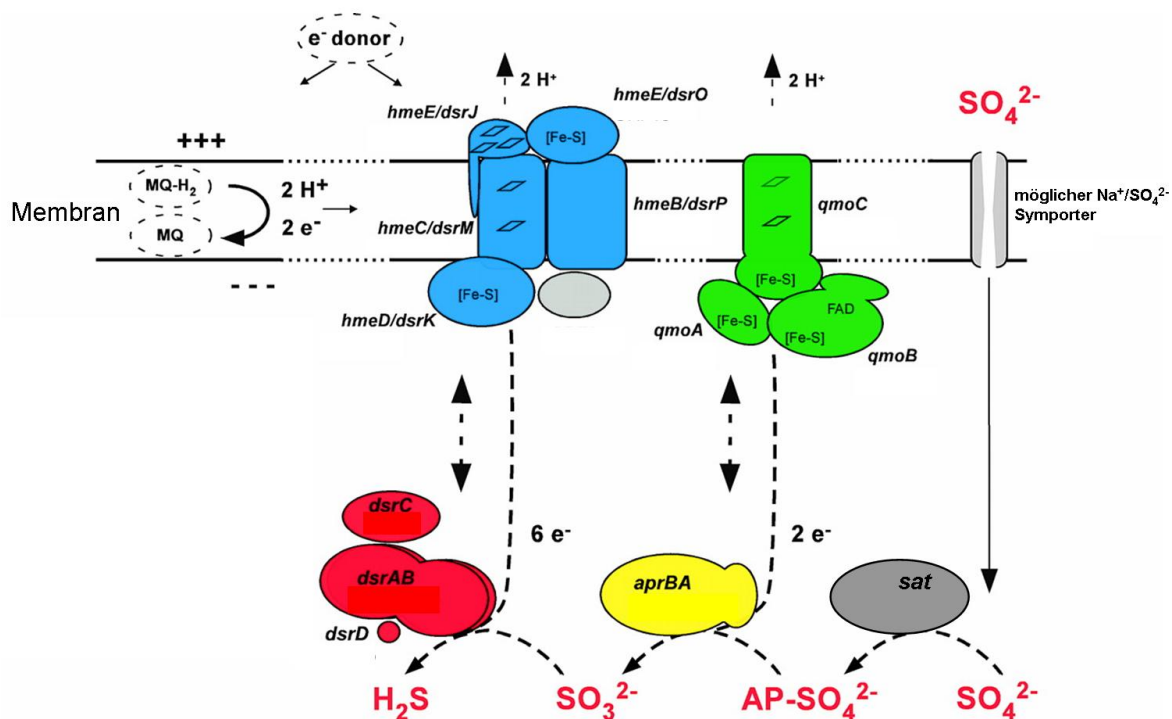 e⁻ donor
2 H⁺
2 H⁺
hmeE/dsrJ
hmeE/dsrO
SO₄²⁻
[Fe-S]
+++
MQ-H₂
MQ
2 H⁺
2 e⁻
Membran
hmeC/dsrM
hmeB/dsrP
qmoC
möglicher Na⁺/SO₄²⁻
Symporter
- - -
[Fe-S]
hmeD/dsrK
[Fe-S]
[Fe-S]
FAD
[Fe-S]
qmoA
qmoB
dsrC
6 e⁻
2 e⁻
dsrAB
aprBA
sat
dsrD
H₂S
SO₃²⁻
AP-SO₄²⁻
SO₄²⁻